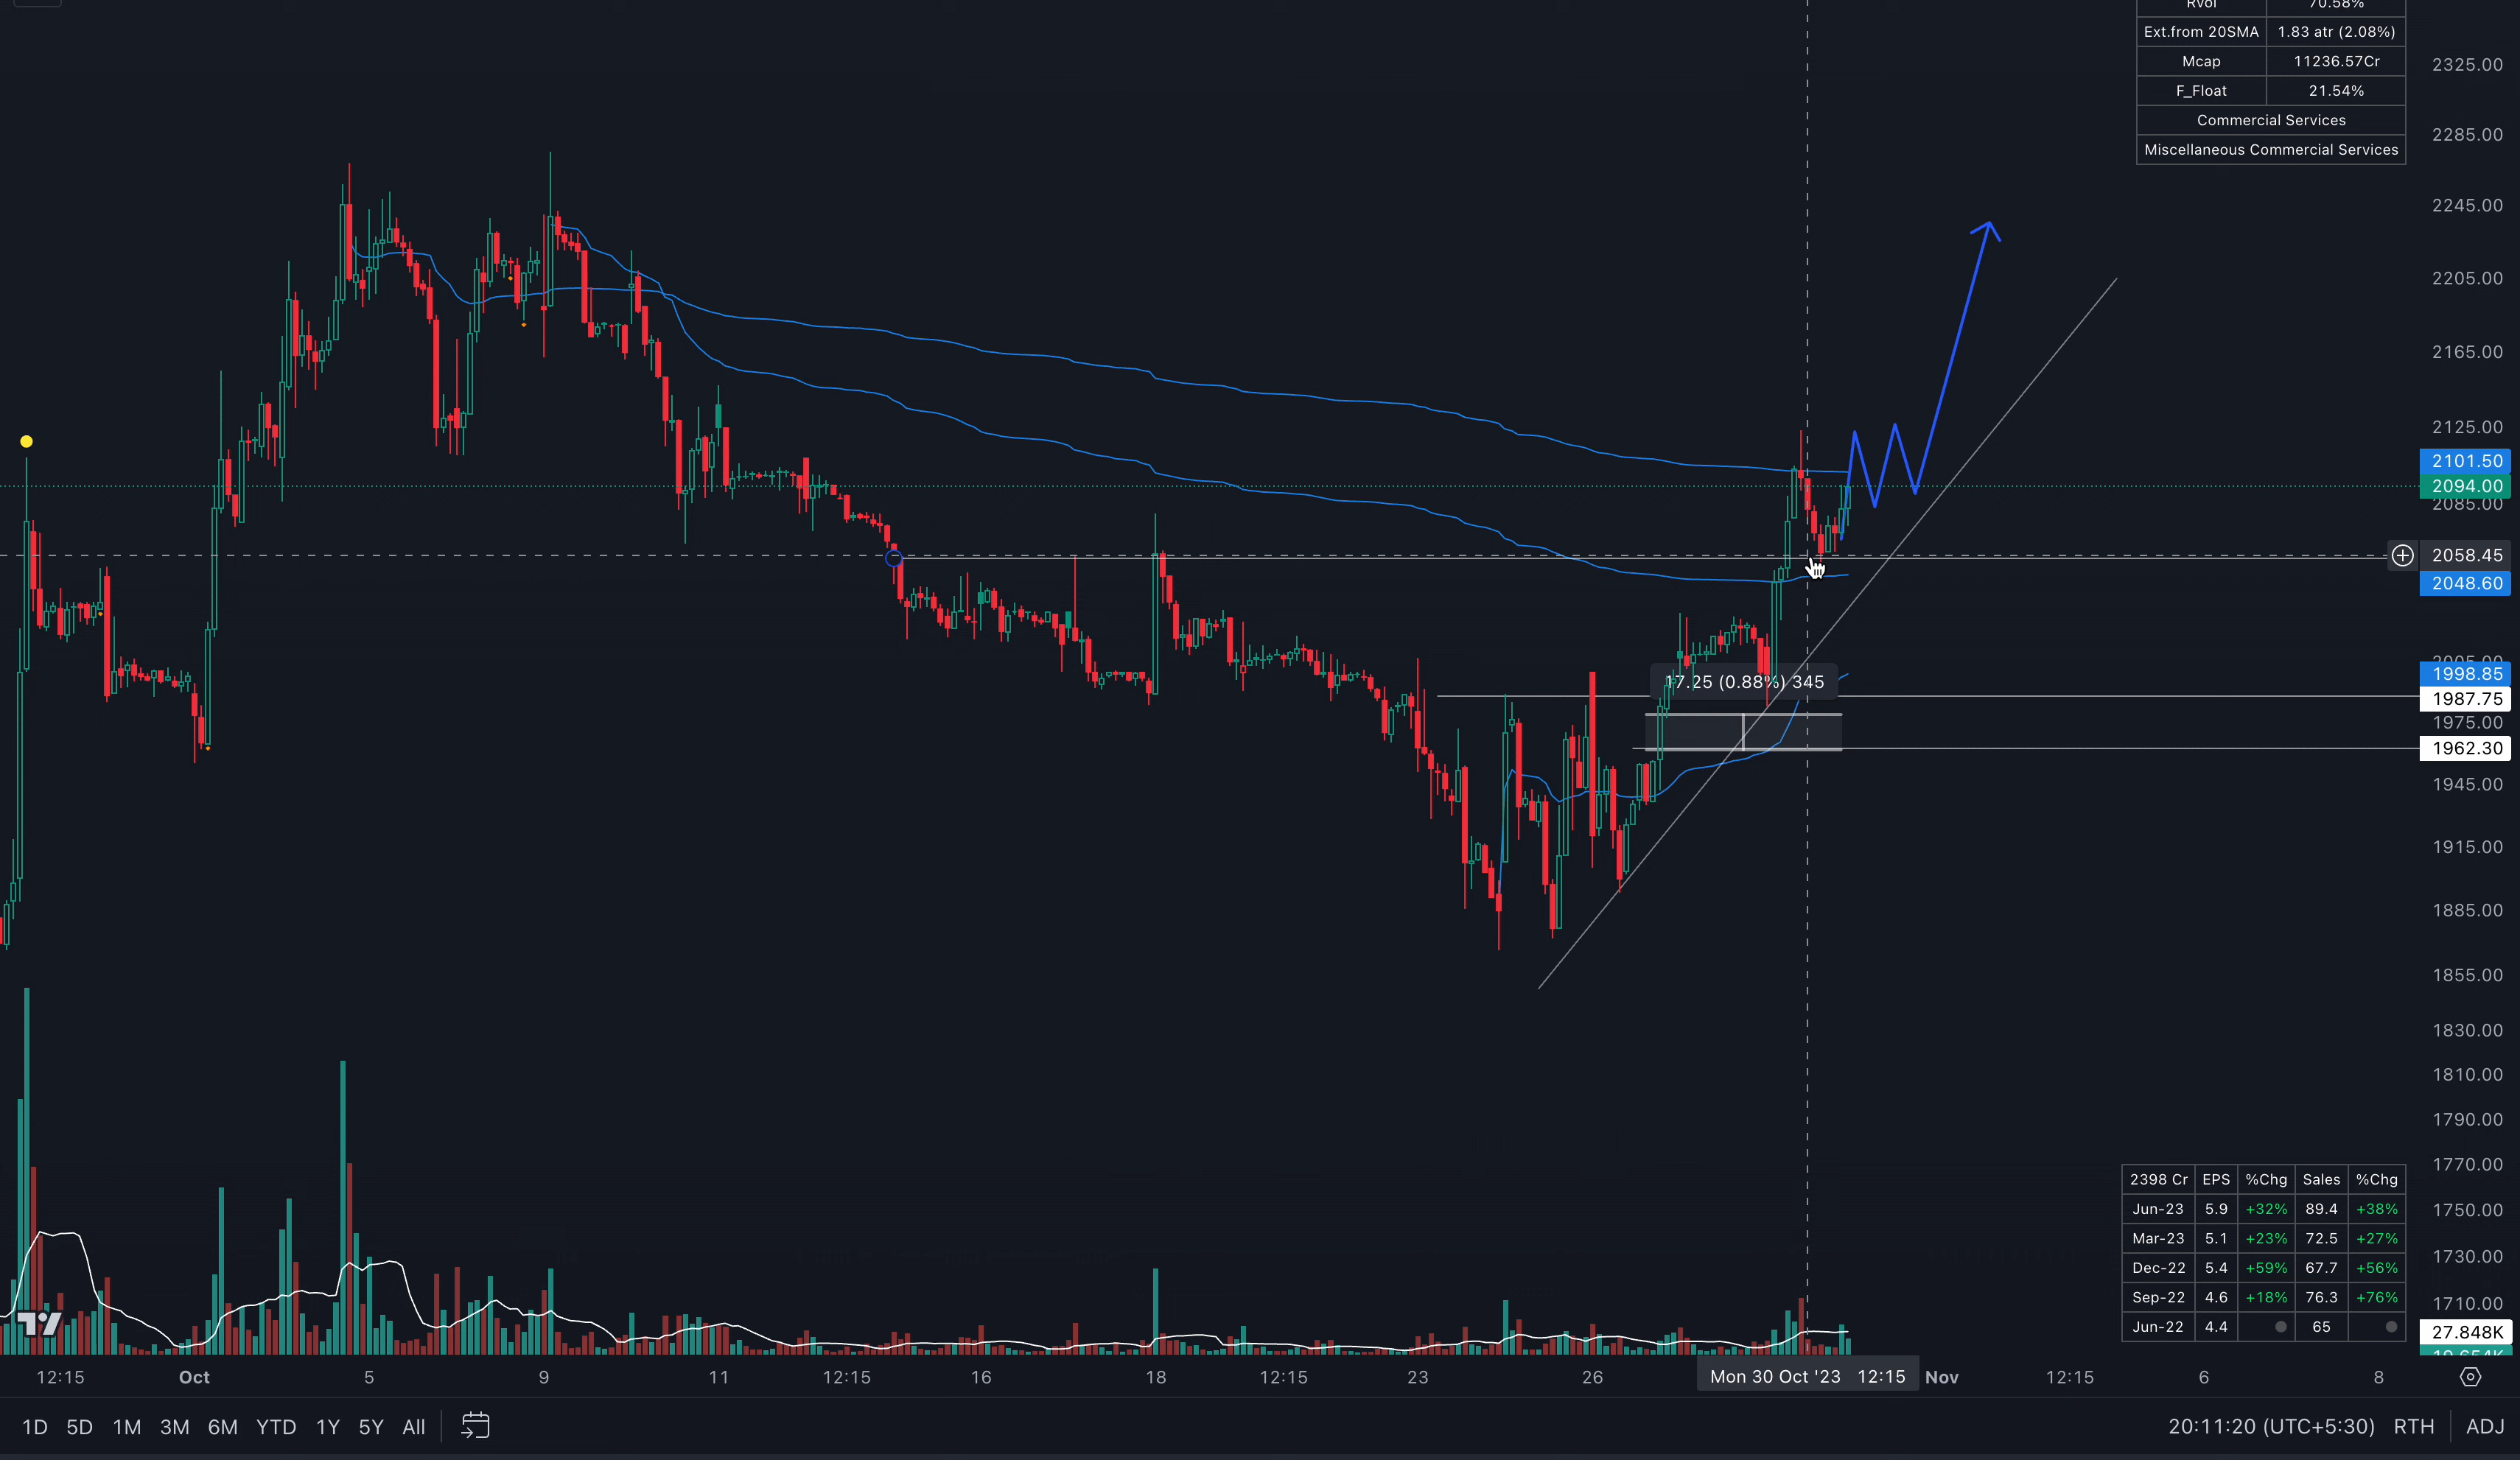 Rvol 70.58%
Ext.from 20SMA 1.83 atr (2.08%)
Mcap 11236.57Cr
F_Float 21.54%
Commercial Services
Miscellaneous Commercial Services
2325.00
2285.00
2245.00
2205.00
2165.00
2125.00
2101.50
2094.00
2085.00
2058.45
2048.60
2005.00
1998.85
17.25 (0.88%) 345
1987.75
1975.00
1962.30
1945.00
1915.00
1885.00
1855.00
1830.00
1810.00
1790.00
1770.00
1750.00
1730.00
1710.00
2398 Cr EPS %Chg Sales %Chg
Jun-23 5.9 +32% 89.4 +38%
Mar-23 5.1 +23% 72.5 +27%
Dec-22 5.4 +59% 67.7 +56%
Sep-22 4.6 +18% 76.3 +76%
Jun-22 4.4 65
27.848K
12:15 Oct 5 9 11 12:15 16 18 12:15 23 26 Mon 30 Oct '23 12:15 Nov 12:15 6 8
1D 5D 1M 3M 6M YTD 1Y 5Y All 20:11:20 (UTC+5:30) RTH ADJ